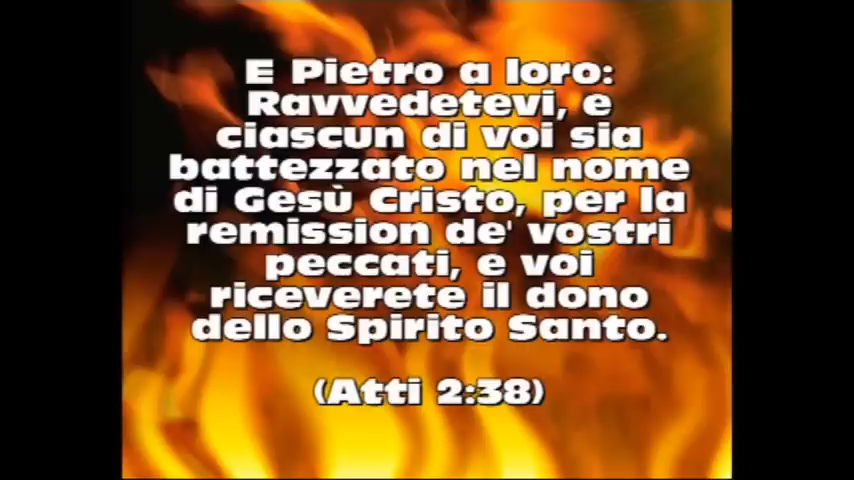 E Pietro a loro:
Ravvedetevi, e
ciascun di voi sia
battezzato nel nome
di Gesù Cristo, per la
remission de' vostri
peccati, e voi
riceverete il dono
dello Spirito Santo.
(Atti 2:38)